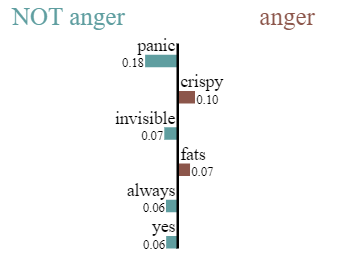 NOT anger anger
panic
0.18
crispy
0.10
invisible
0.07
fats
0.07
always
0.06
yes
0.06